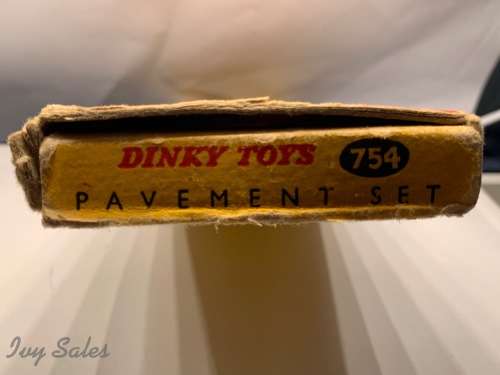 DINKY TOYS 754
PAVEMENT SET
Ivy Sales